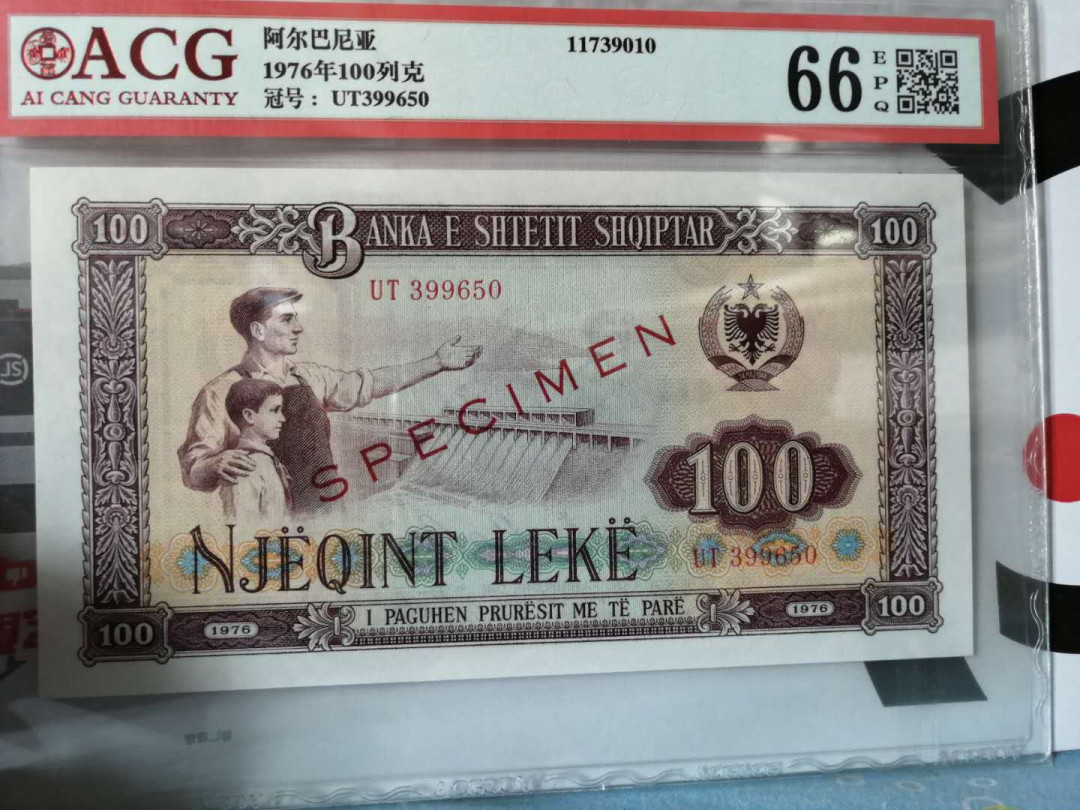 ACG
AI CANG GUARANTY
阿尔巴尼亚
1976年100列克
冠号：UT399650
11739010
66
EPQ
100
BANKA E SHTETIT SHQIPTAR
100
UT 399650
SPECIMEN
100
NJËQINT LEKË
UT 399650
I PAGUHEN PRURËSIT ME TË PARË
100
1976
1976
100
JS